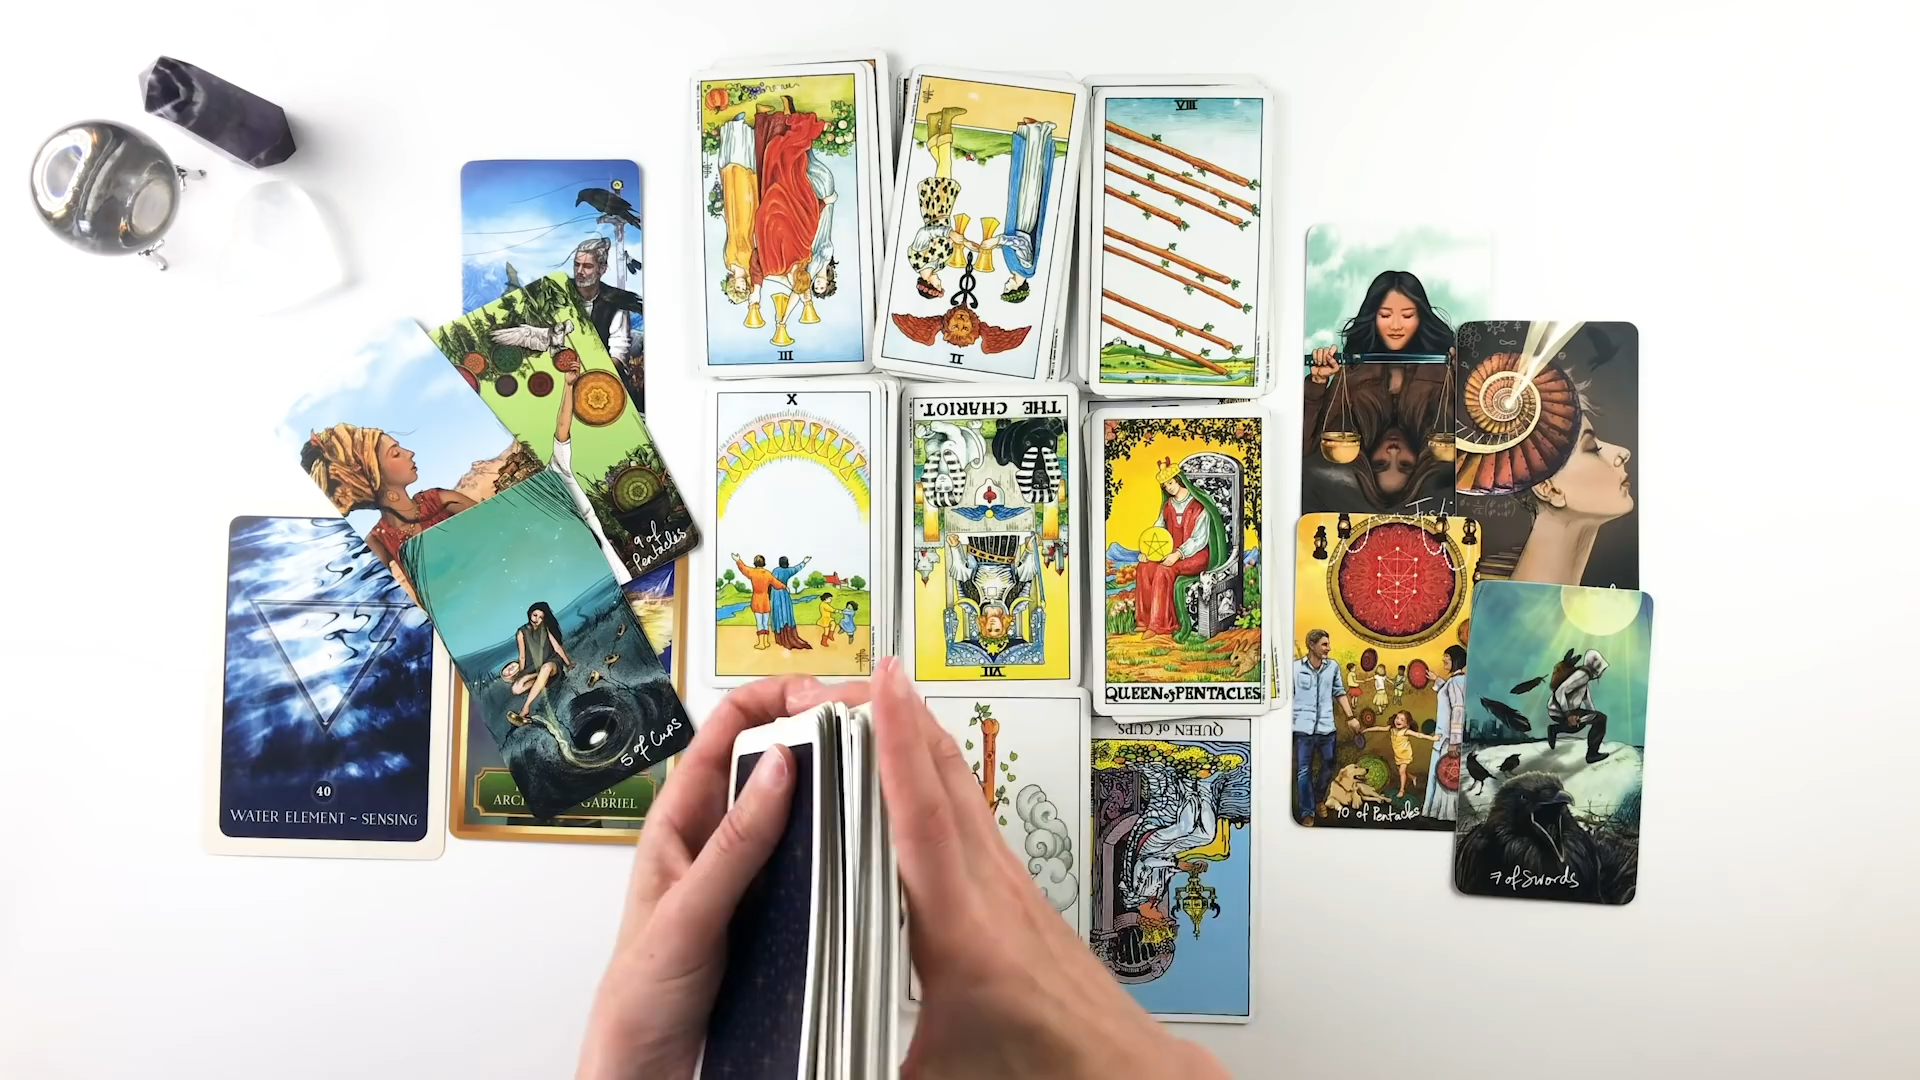 VIII
III
II
X
THE CHARIOT.
VII
QUEEN of PENTACLES
QUEEN of CUPS.
9 of
Pentacles
5 of Cups
40
WATER ELEMENT ~ SENSING
GABRIEL
10 of Pentacles
7 of Swords